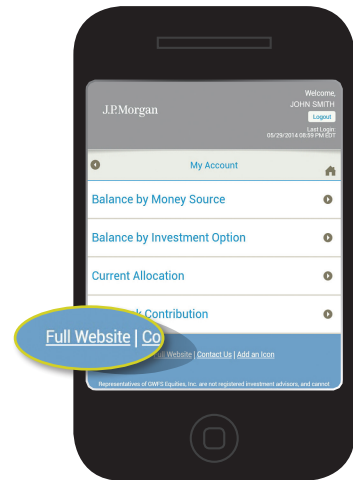 Welcome,
JOHN SMITH
J.P.Morgan
Logout
Last Login
05/29/2014 08:59 PM EDT
My Account
Balance by Money Source
Balance by Investment Option
Current Allocation
Contribution
Full Website | Co
Full Website | Contact Us | Add an Icon
Representatives of GWFS Equities, Inc. are not registered investment advisors, and cannot